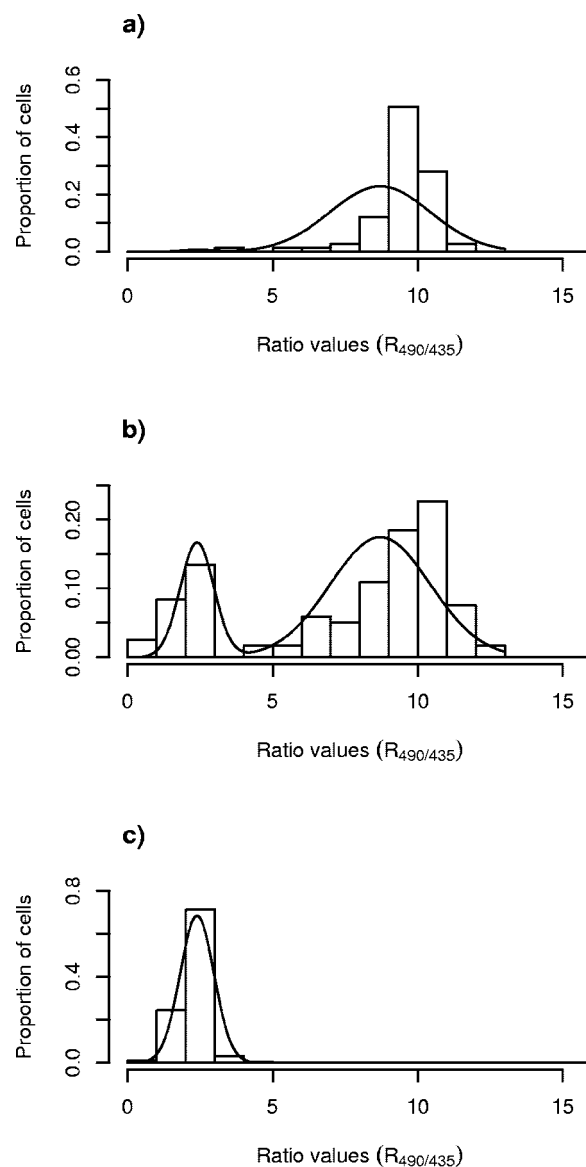 a)
Proportion of cells
0.0 0.2 0.4 0.6
0 5 10 15
Ratio values (R490/435)
b)
Proportion of cells
0.00 0.10 0.20
0 5 10 15
Ratio values (R490/435)
c)
Proportion of cells
0.0 0.4 0.8
0 5 10 15
Ratio values (R490/435)